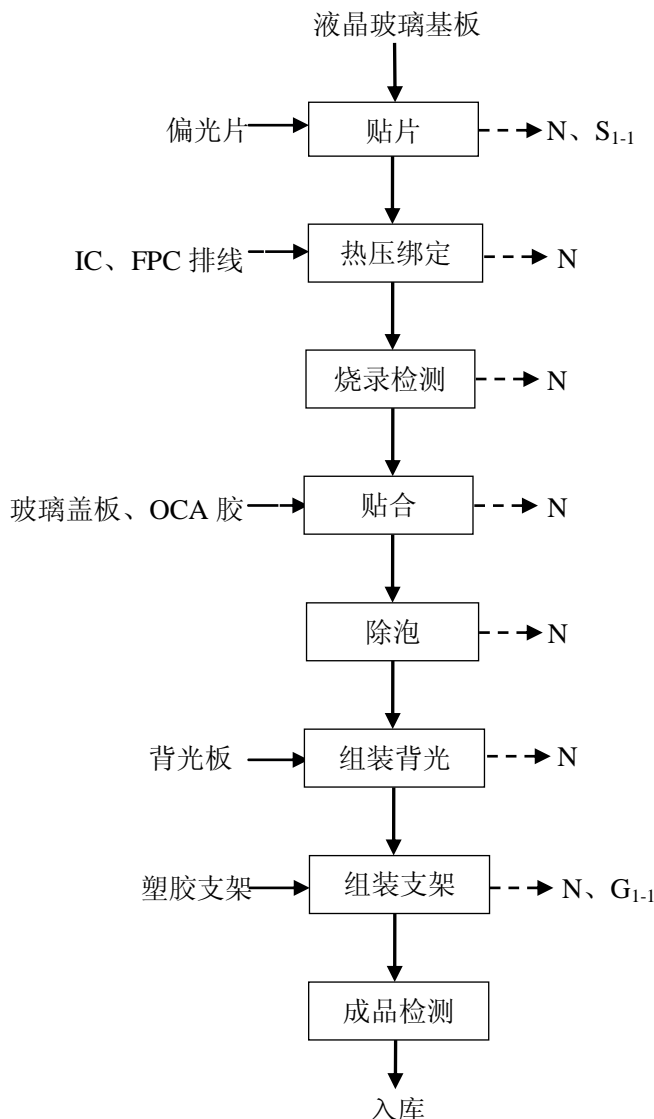 液晶玻璃基板
偏光片
贴片
N、S1-1
IC、FPC 排线
热压绑定
N
烧录检测
N
玻璃盖板、OCA 胶
贴合
N
除泡
N
背光板
组装背光
N
塑胶支架
组装支架
N、G1-1
成品检测
入库